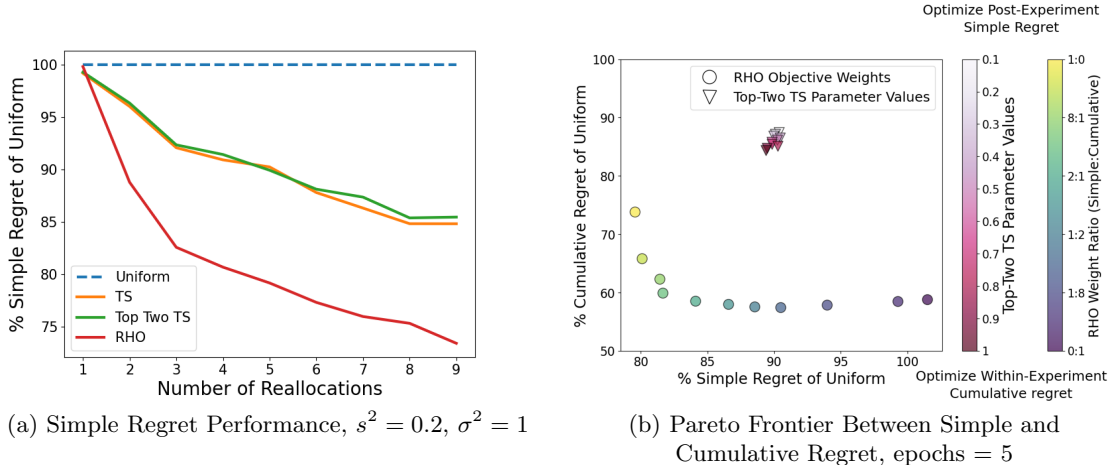 100
95
90
85
80
75
% Simple Regret of Uniform
Uniform
TS
Top Two TS
RHO
1 2 3 4 5 6 7 8 9
Number of Reallocations
(a) Simple Regret Performance, s² = 0.2, σ² = 1
Optimize Post-Experiment
Simple Regret
100
90
80
70
60
50
% Cumulative Regret of Uniform
RHO Objective Weights
Top-Two TS Parameter Values
80 85 90 95 100
% Simple Regret of Uniform
0.1
0.2
0.3
0.4
0.5
0.6
0.7
0.8
0.9
1
Top-Two TS Parameter Values
1:0
8:1
2:1
1:2
1:8
0:1
RHO Weight Ratio (Simple:Cumulative)
Optimize Within-Experiment
Cumulative regret
(b) Pareto Frontier Between Simple and
Cumulative Regret, epochs = 5